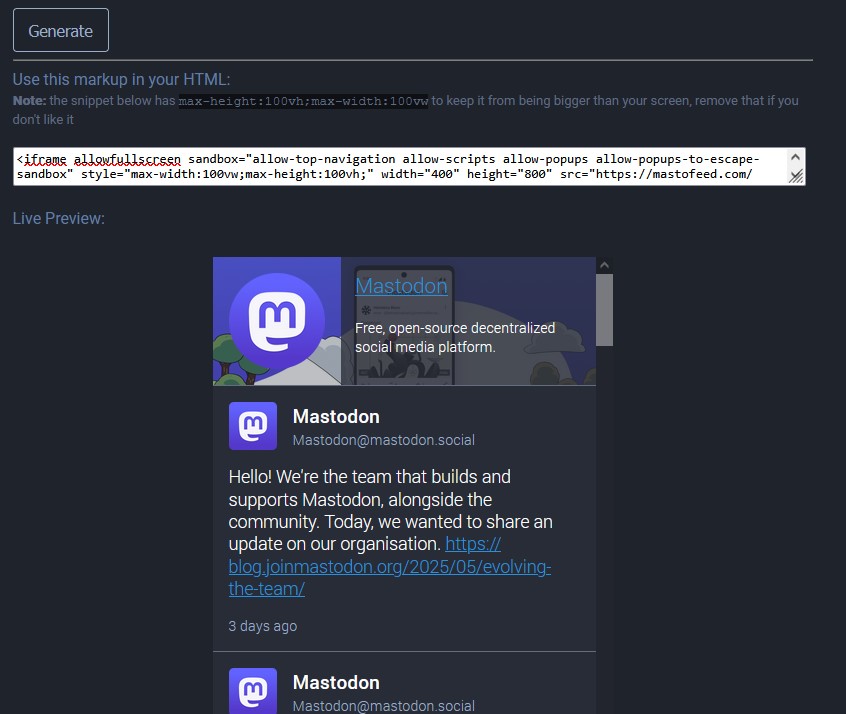 Generate
Use this markup in your HTML:
Note: the snippet below has max-height:100vh;max-width:100vw to keep it from being bigger than your screen, remove that if you
don't like it
<iframe allowfullscreen sandbox="allow-top-navigation allow-scripts allow-popups allow-popups-to-escape-
sandbox" style="max-width:100vw;max-height:100vh;" width="400" height="800" src="https://mastofeed.com/
Live Preview:
Mastodon
Free, open-source decentralized
social media platform.
Mastodon
Mastodon@mastodon.social
Hello! We're the team that builds and
supports Mastodon, alongside the
community. Today, we wanted to share an
update on our organisation. https://
blog.joinmastodon.org/2025/05/evolving-
the-team/
3 days ago
Mastodon
Mastodon@mastodon.social